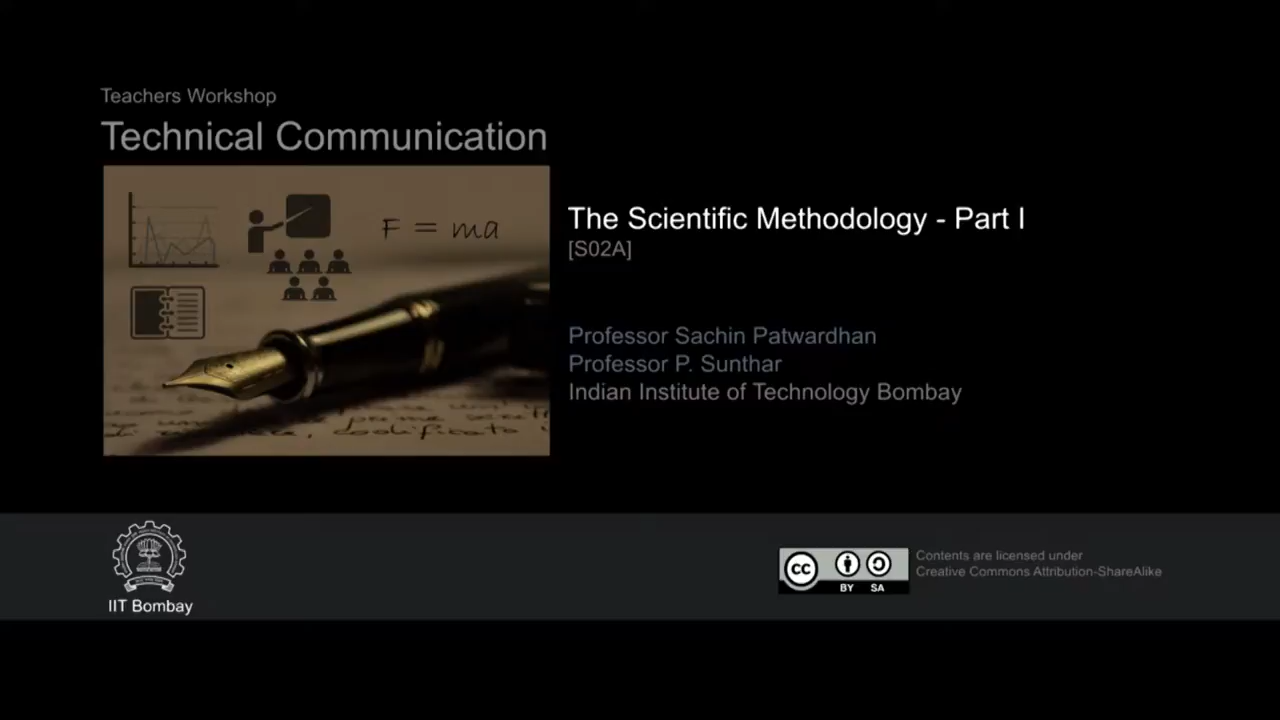 Teachers Workshop
Technical Communication
F = ma
The Scientific Methodology - Part I
[S02A]
Professor Sachin Patwardhan
Professor P. Sunthar
Indian Institute of Technology Bombay
IIT Bombay
cc
BY SA
Contents are licensed under
Creative Commons Attribution-ShareAlike